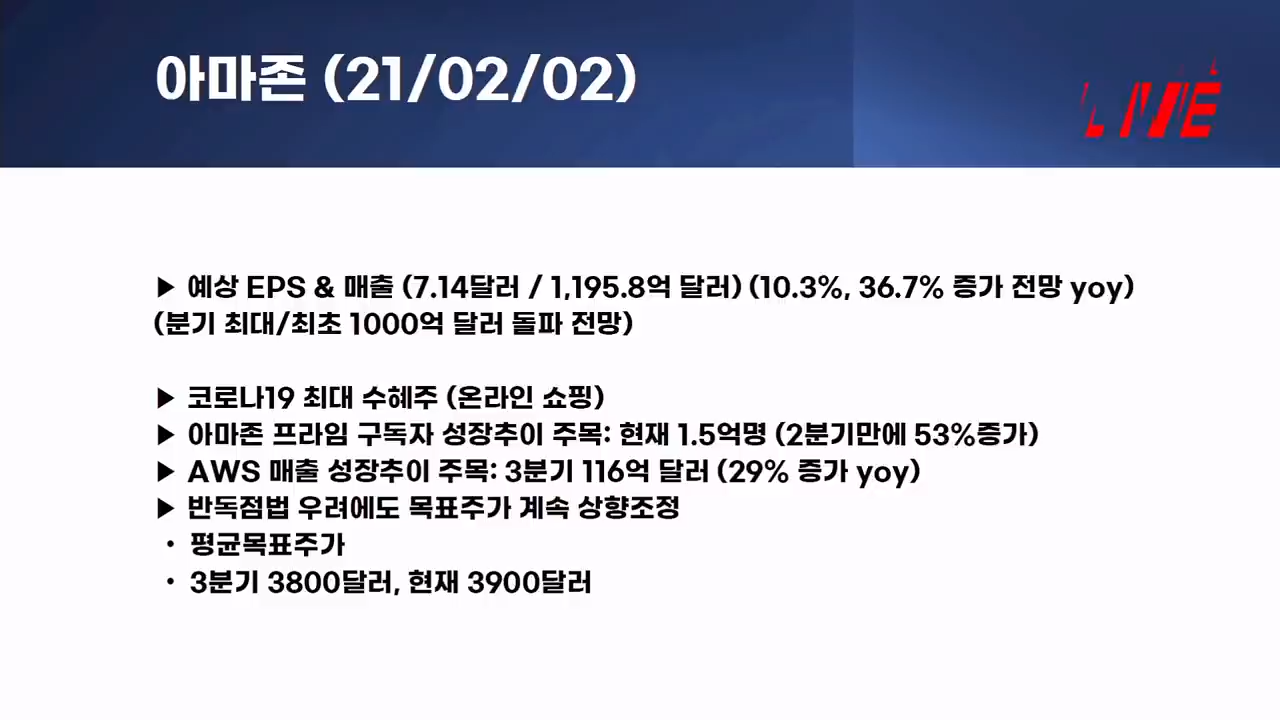 아마존 (21/02/02)
LIVE
▶ 예상 EPS & 매출 (7.14달러 / 1,195.8억 달러) (10.3%, 36.7% 증가 전망 yoy)
(분기 최대/최초 1000억 달러 돌파 전망)
▶ 코로나19 최대 수혜주 (온라인 쇼핑)
▶ 아마존 프라임 구독자 성장추이 주목: 현재 1.5억명 (2분기만에 53%증가)
▶ AWS 매출 성장추이 주목: 3분기 116억 달러 (29% 증가 yoy)
▶ 반독점법 우려에도 목표주가 계속 상향조정
• 평균목표주가
• 3분기 3800달러, 현재 3900달러